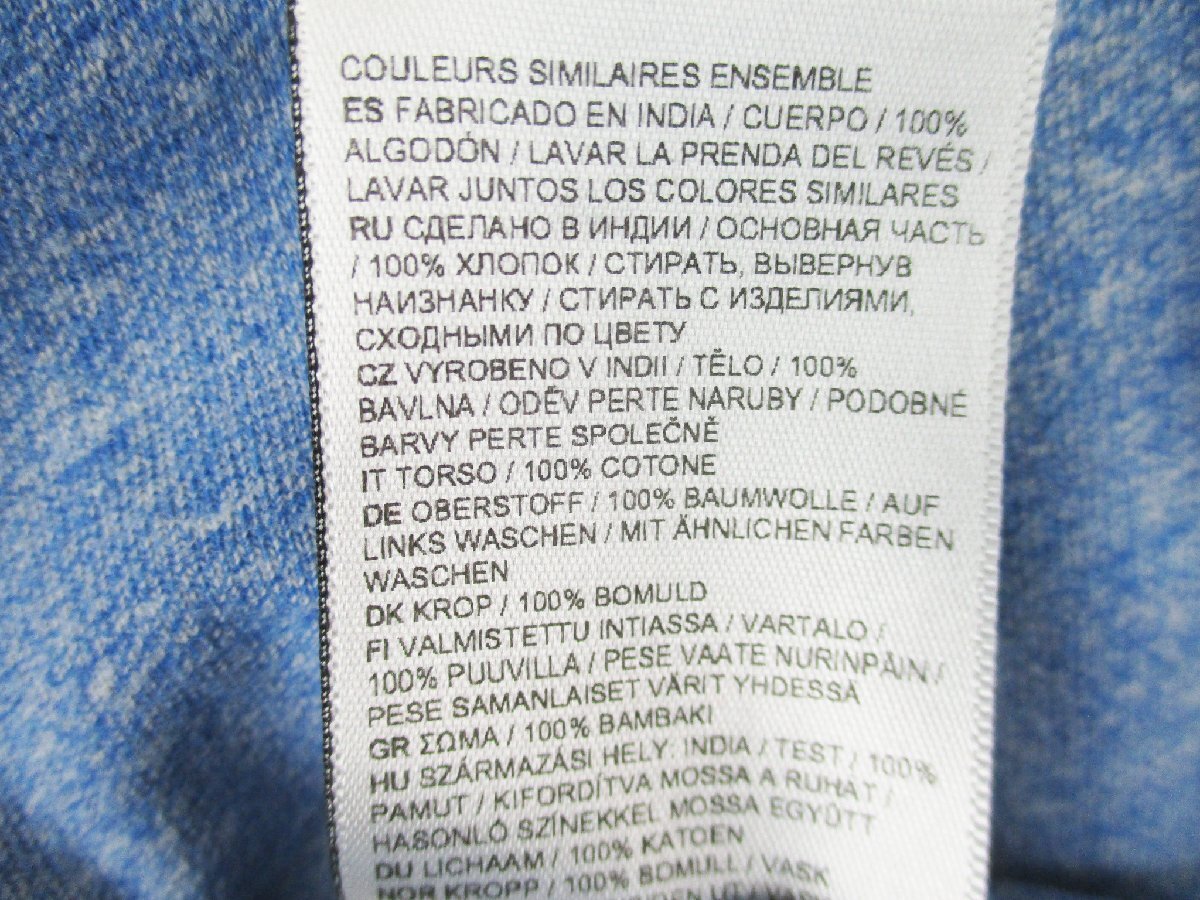 COULEURS SIMILAIRES ENSEMBLE
ES FABRICADO EN INDIA / CUERPO / 100%
ALGODÓN / LAVAR LA PRENDA DEL REVÉS /
LAVAR JUNTOS LOS COLORES SIMILARES
RU СДЕЛАНО В ИНДИИ / ОСНОВНАЯ ЧАСТЬ
/ 100% ХЛОПОК / СТИРАТЬ, ВЫВЕРНУВ
НАИЗНАНКУ / СТИРАТЬ С ИЗДЕЛИЯМИ,
СХОДНЫМИ ПО ЦВЕТУ
CZ VYROBENO V INDII / TĚLO / 100%
BAVLNA / ODĚV PERTE NARUBY / PODOBNÉ
BARVY PERTE SPOLEČNĚ
IT TORSO / 100% COTONE
DE OBERSTOFF / 100% BAUMWOLLE / AUF
LINKS WASCHEN / MIT ÄHNLICHEN FARBEN
WASCHEN
DK KROP / 100% BOMULD
FI VALMISTETTU INTIASSA / VARTALO /
100% PUUVILLA / PESE VAATE NURINPÄIN /
PESE SAMANLAISET VÄRIT YHDESSÄ
GR ΣΩΜΑ / 100% ΒΑΜΒΑΚΙ
HU SZÁRMAZÁSI HELY: INDIA / TEST / 100%
PAMUT / KIFORDÍTVA MOSSA A RUHÁT /
HASONLÓ SZÍNEKKEL MOSSA EGYÜTT
DU LICHAAM / 100% KATOEN
NOR KROPP / 100% BOMULL / VASK